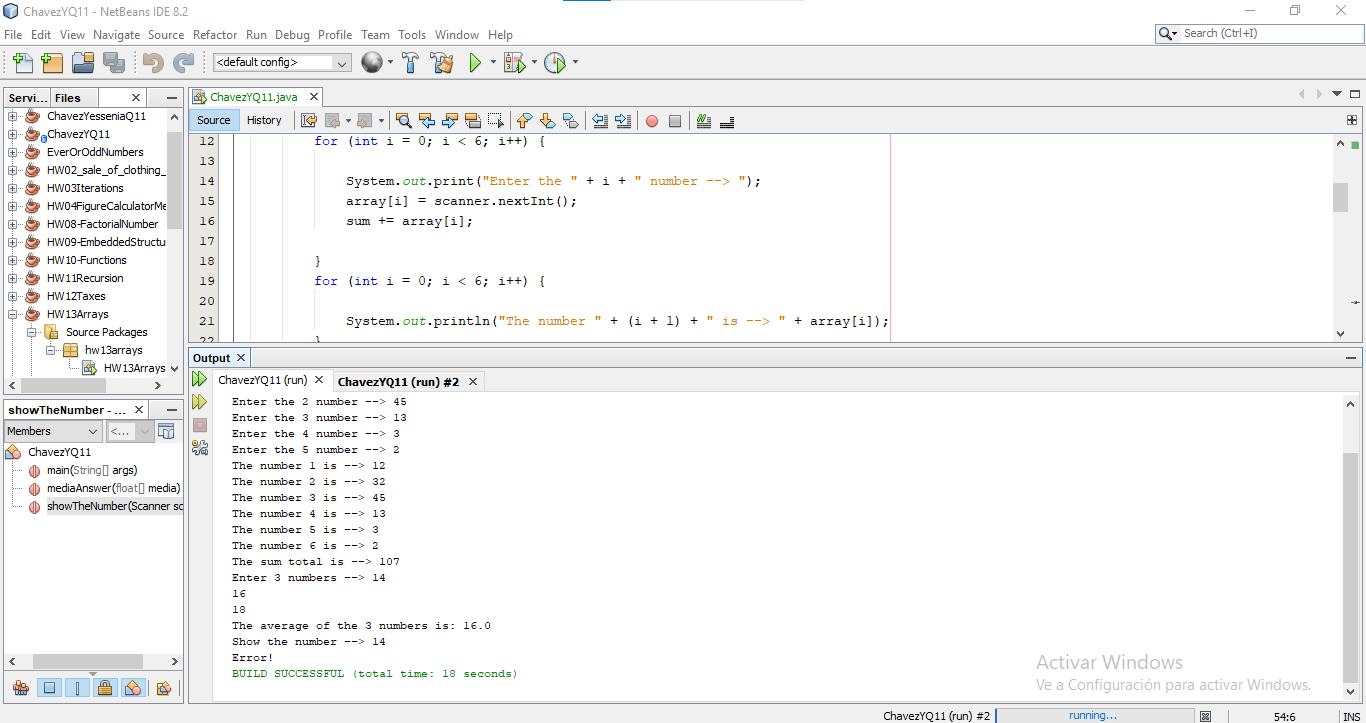 ChavezYQ11 - NetBeans IDE 8.2
File Edit View Navigate Source Refactor Run Debug Profile Team Tools Window Help
Search (Ctrl+I)
<default config>
Servi... Files
ChavezYesseniaQ11
ChavezYQ11
EverOrOddNumbers
HW02_sale_of_clothing_
HW03Iterations
HW04FigureCalculatorMe
HW08-FactorialNumber
HW09-EmbeddedStructu
HW10-Functions
HW11Recursion
HW12Taxes
HW13Arrays
Source Packages
hw13arrays
HW13Arrays
showTheNumber - ...
Members
<...
ChavezYQ11
main(String[] args)
mediaAnswer(float[] media)
showTheNumber(Scanner sc
ChavezYQ11.java
Source History
12 for (int i = 0; i < 6; i++) {
13
14 System.out.print("Enter the " + i + " number --> ");
15 array[i] = scanner.nextInt();
16 sum += array[i];
17
18 }
19 for (int i = 0; i < 6; i++) {
20
21 System.out.println("The number " + (i + 1) + " is --> " + array[i]);
22 }
Output
ChavezYQ11 (run) ChavezYQ11 (run) #2
Enter the 2 number --> 45
Enter the 3 number --> 13
Enter the 4 number --> 3
Enter the 5 number --> 2
The number 1 is --> 12
The number 2 is --> 32
The number 3 is --> 45
The number 4 is --> 13
The number 5 is --> 3
The number 6 is --> 2
The sum total is --> 107
Enter 3 numbers --> 14
16
18
The average of the 3 numbers is: 16.0
Show the number --> 14
Error!
BUILD SUCCESSFUL (total time: 18 seconds)
Activar Windows
Ve a Configuración para activar Windows.
ChavezYQ11 (run) #2 running... 54:6 INS